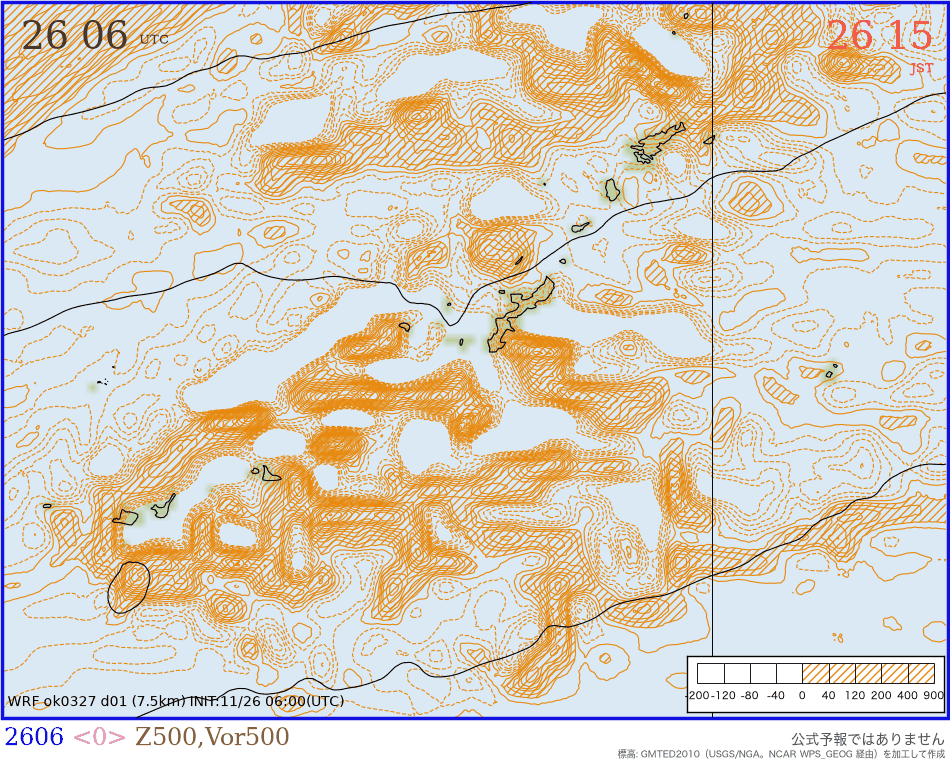 26 06 UTC
26 15
JST
-200 -120 -80 -40 0 40 120 200 400 900
WRF ok0327 d01 (7.5km) INIT:11/26 06:00(UTC)
2606 <0> Z500,Vor500
公式予報ではありません
標高: GMTED2010（USGS/NGA。NCAR WPS_GEOG 経由）を加工して作成